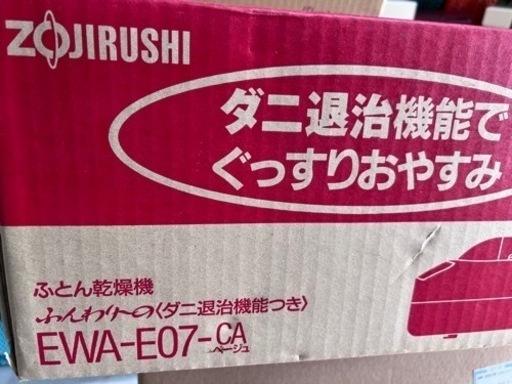 ZOJIRUSHI
ダニ退治機能で
ぐっすりおやすみ
ふとん乾燥機
ふんわりーの〈ダニ退治機能つき〉
EWA-E07-CA
ベージュ